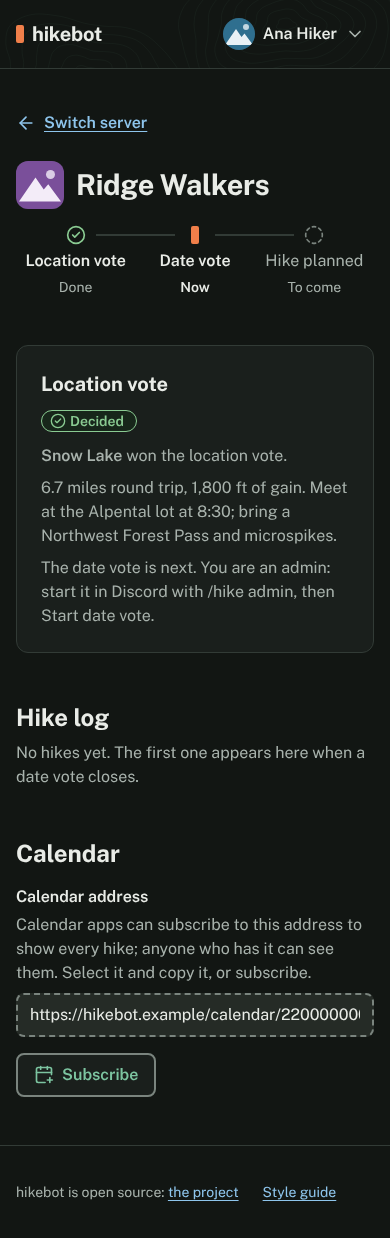 hikebot
Ana Hiker
Switch server
Ridge Walkers
Location vote
Date vote
Hike planned
Done
Now
To come
Location vote
Decided
Snow Lake won the location vote.
6.7 miles round trip, 1,800 ft of gain. Meet
at the Alpental lot at 8:30; bring a
Northwest Forest Pass and microspikes.
The date vote is next. You are an admin:
start it in Discord with /hike admin, then
Start date vote.
Hike log
No hikes yet. The first one appears here when a
date vote closes.
Calendar
Calendar address
Calendar apps can subscribe to this address to
show every hike; anyone who has it can see
them. Select it and copy it, or subscribe.
https://hikebot.example/calendar/22000000
Subscribe
hikebot is open source: the project
Style guide